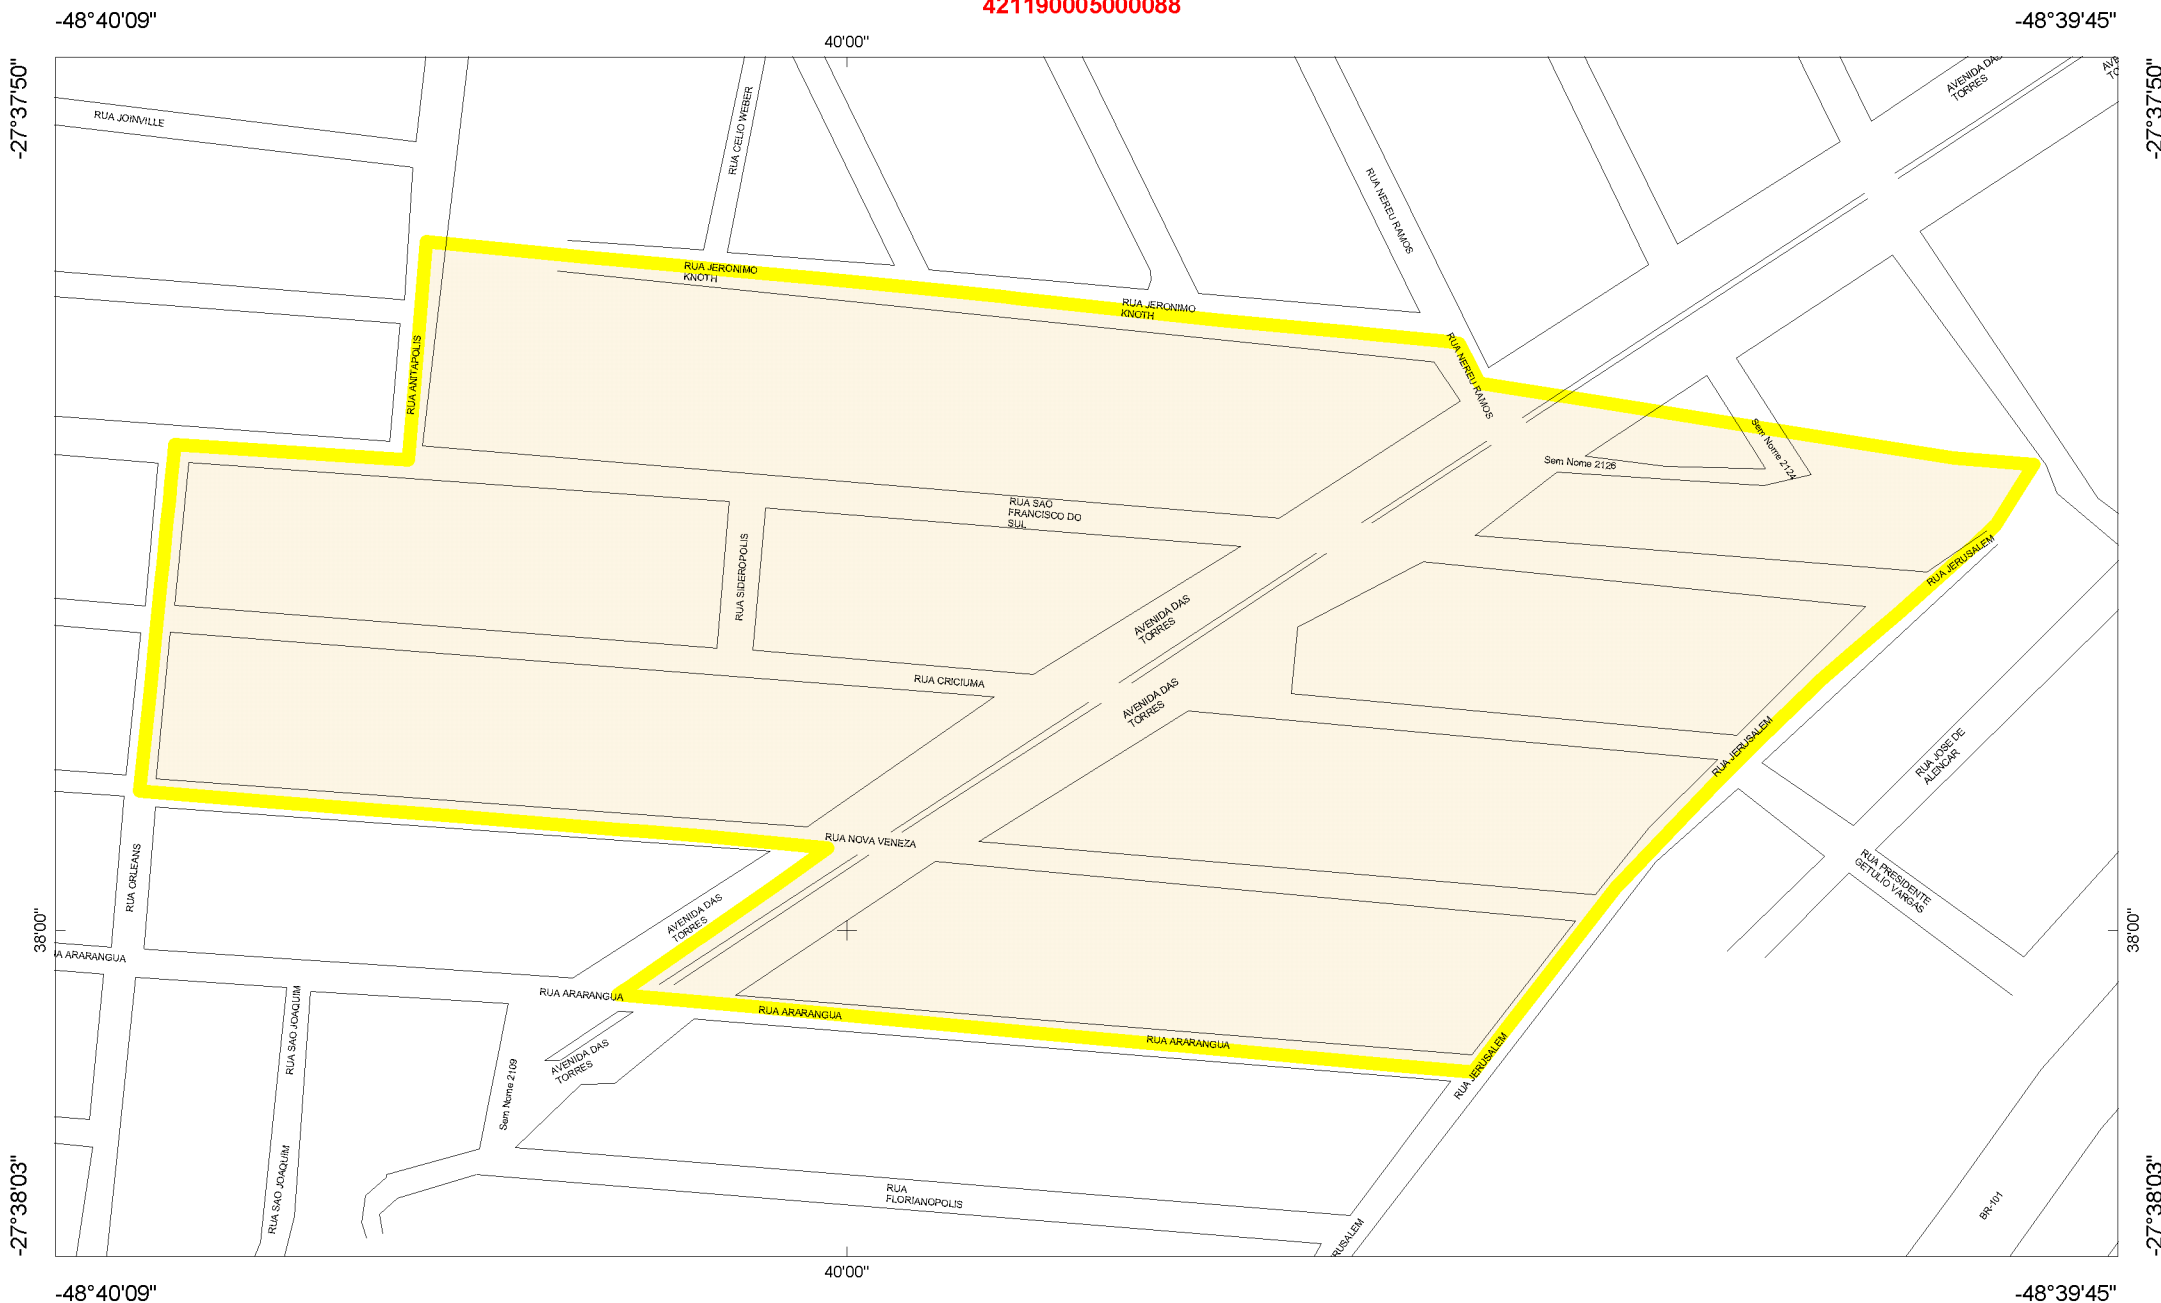 421190005000088
-48°40'09"
-48°39'45"
40'00"
-27°37'50"
-27°37'50"
AVENIDA DAS
TORRES
RUA JOINVILLE
RUA CELIO WEBER
RUA NEREU RAMOS
RUA JERONIMO
KNOTH
RUA JERONIMO
KNOTH
RUA ANITAPOLIS
RUA NEREU RAMOS
Sem Nome 2124
Sem Nome 2126
RUA SAO
FRANCISCO DO
SUL
RUA SIDEROPOLIS
RUA JERUSALEM
AVENIDA DAS
TORRES
RUA CRICIUMA
AVENIDA DAS
TORRES
RUA JERUSALEM
RUA JOSE DE
ALENCAR
RUA NOVA VENEZA
RUA ORLEANS
RUA PRESIDENTE
GETULIO VARGAS
AVENIDA DAS
TORRES
38'00"
38'00"
A ARARANGUA
RUA ARARANGUA
RUA ARARANGUA
RUA ARARANGUA
RUA SAO JOAQUIM
AVENIDA DAS
TORRES
Sem Nome 2109
RUA JERUSALEM
RUA SAO JOAQUIM
RUA
FLORIANOPOLIS
RUSALEM
BR-101
-27°38'03"
-27°38'03"
40'00"
-48°40'09"
-48°39'45"